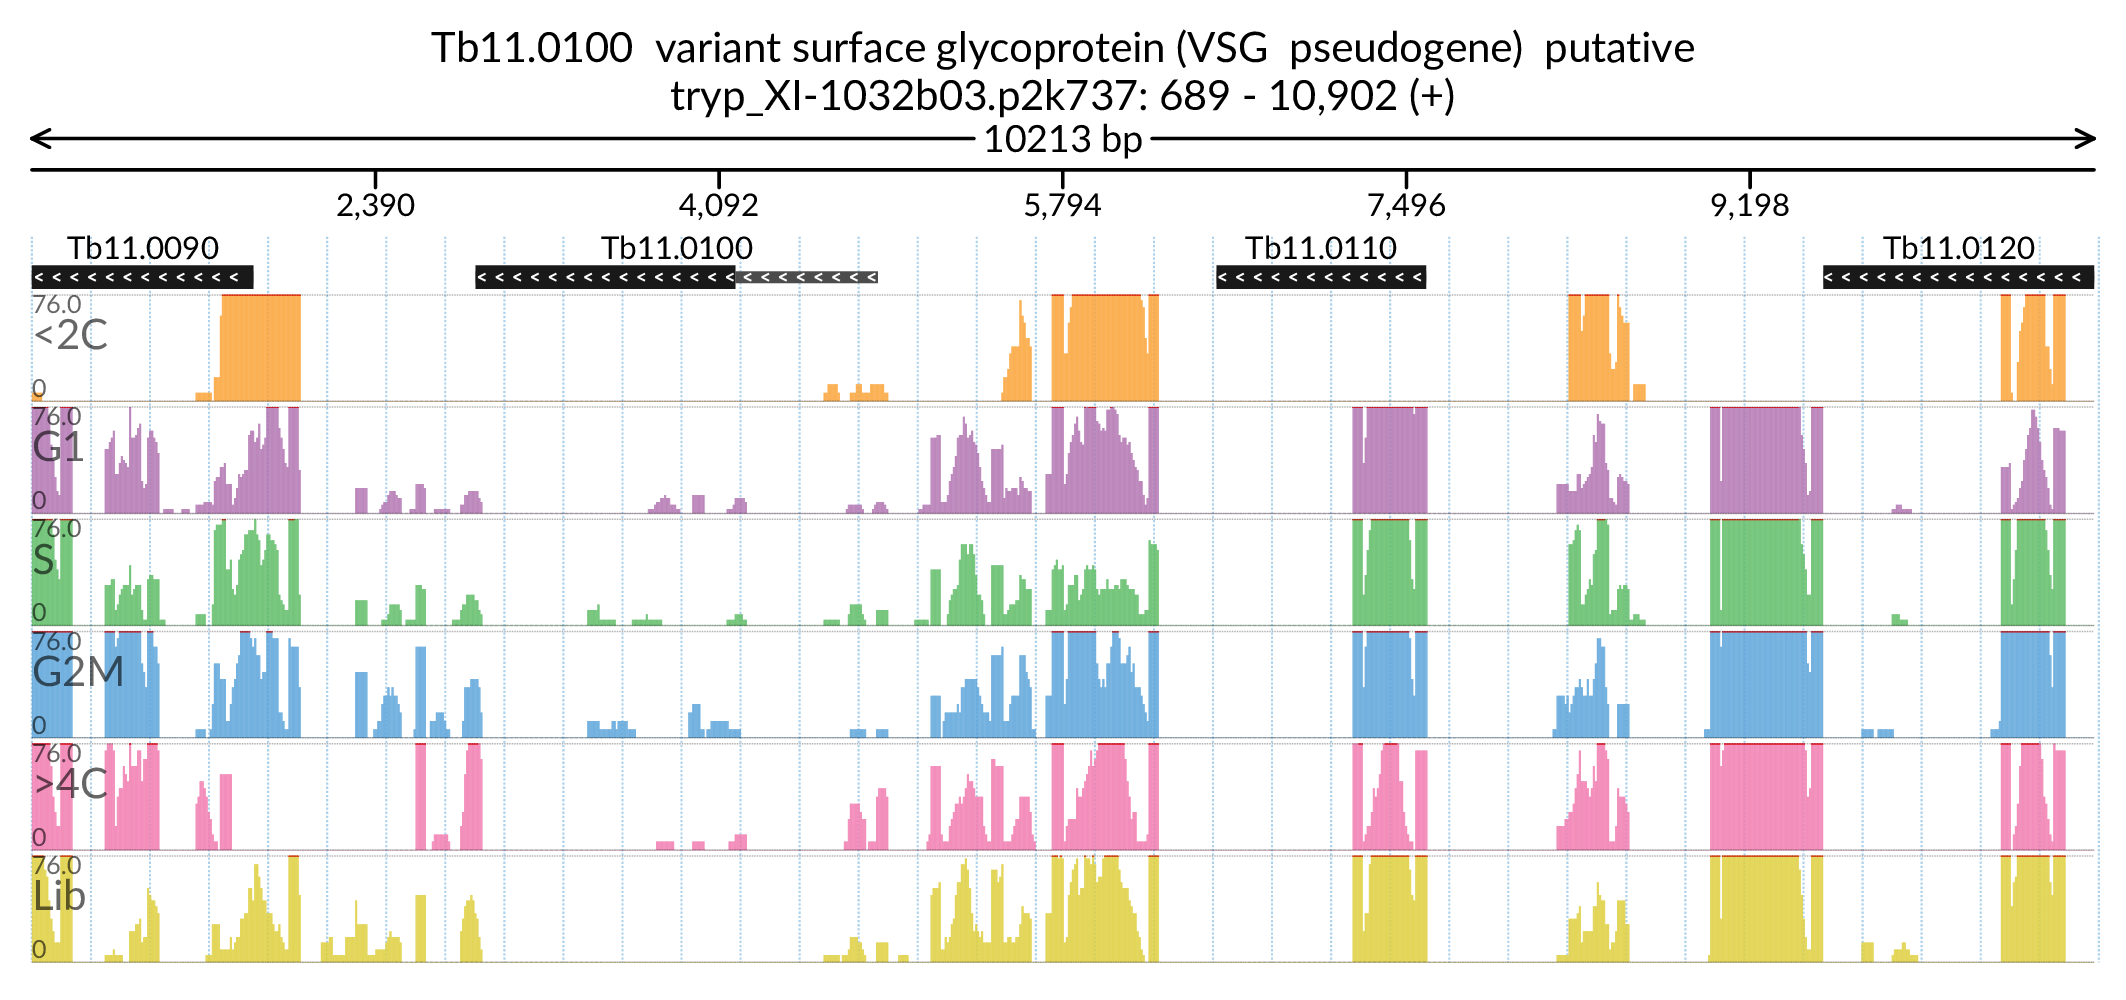 Tb11.0100 variant surface glycoprotein (VSG pseudogene) putative
tryp_XI-1032b03.p2k737: 689 - 10,902 (+)
10213 bp
2,390 4,092 5,794 7,496 9,198
Tb11.0090 Tb11.0100 Tb11.0110 Tb11.0120
76.0
<2C
0
76.0
G1
0
76.0
S
0
76.0
G2M
0
76.0
>4C
0
76.0
Lib
0